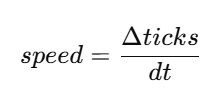 speed = Δticks / dt